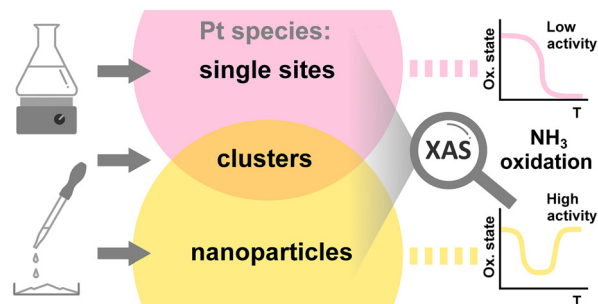 Pt species:
single sites
clusters
nanoparticles
XAS
Ox. state
Low
activity
T
NH₃
oxidation
Ox. state
High
activity
T